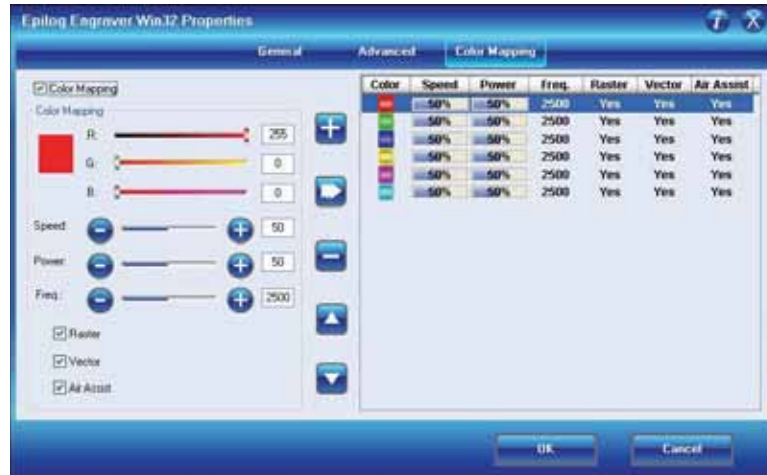 Epilog Engraver Win32 Properties
General Advanced Color Mapping
Color Mapping
Color Mapping
R: 255
G: 0
B: 0
Speed: 50
Power: 50
Freq.: 2500
Raster
Vector
Air Assist
Color Speed Power Freq. Raster Vector Air Assist
50% 50% 2500 Yes Yes Yes
50% 50% 2500 Yes Yes Yes
50% 50% 2500 Yes Yes Yes
50% 50% 2500 Yes Yes Yes
50% 50% 2500 Yes Yes Yes
50% 50% 2500 Yes Yes Yes
OK Cancel